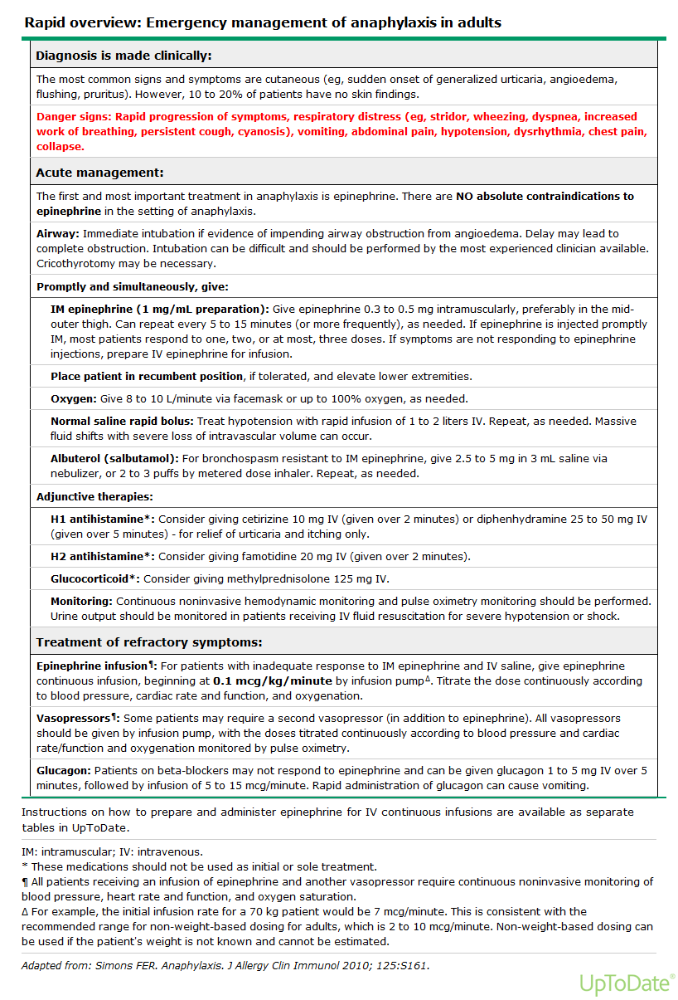 Rapid overview: Emergency management of anaphylaxis in adults
Diagnosis is made clinically:
The most common signs and symptoms are cutaneous (eg, sudden onset of generalized urticaria, angioedema,
flushing, pruritus). However, 10 to 20% of patients have no skin findings.
Danger signs: Rapid progression of symptoms, respiratory distress (eg, stridor, wheezing, dyspnea, increased
work of breathing, persistent cough, cyanosis), vomiting, abdominal pain, hypotension, dysrhythmia, chest pain,
collapse.
Acute management:
The first and most important treatment in anaphylaxis is epinephrine. There are NO absolute contraindications to
epinephrine in the setting of anaphylaxis.
Airway: Immediate intubation if evidence of impending airway obstruction from angioedema. Delay may lead to
complete obstruction. Intubation can be difficult and should be performed by the most experienced clinician available.
Cricothyrotomy may be necessary.
Promptly and simultaneously, give:
IM epinephrine (1 mg/mL preparation): Give epinephrine 0.3 to 0.5 mg intramuscularly, preferably in the mid-
outer thigh. Can repeat every 5 to 15 minutes (or more frequently), as needed. If epinephrine is injected promptly
IM, most patients respond to one, two, or at most, three doses. If symptoms are not responding to epinephrine
injections, prepare IV epinephrine for infusion.
Place patient in recumbent position, if tolerated, and elevate lower extremities.
Oxygen: Give 8 to 10 L/minute via facemask or up to 100% oxygen, as needed.
Normal saline rapid bolus: Treat hypotension with rapid infusion of 1 to 2 liters IV. Repeat, as needed. Massive
fluid shifts with severe loss of intravascular volume can occur.
Albuterol (salbutamol): For bronchospasm resistant to IM epinephrine, give 2.5 to 5 mg in 3 mL saline via
nebulizer, or 2 to 3 puffs by metered dose inhaler. Repeat, as needed.
Adjunctive therapies:
H1 antihistamine*: Consider giving cetirizine 10 mg IV (given over 2 minutes) or diphenhydramine 25 to 50 mg IV
(given over 5 minutes) - for relief of urticaria and itching only.
H2 antihistamine*: Consider giving famotidine 20 mg IV (given over 2 minutes).
Glucocorticoid*: Consider giving methylprednisolone 125 mg IV.
Monitoring: Continuous noninvasive hemodynamic monitoring and pulse oximetry monitoring should be performed.
Urine output should be monitored in patients receiving IV fluid resuscitation for severe hypotension or shock.
Treatment of refractory symptoms:
Epinephrine infusion¶: For patients with inadequate response to IM epinephrine and IV saline, give epinephrine
continuous infusion, beginning at 0.1 mcg/kg/minute by infusion pumpΔ. Titrate the dose continuously according
to blood pressure, cardiac rate and function, and oxygenation.
Vasopressors¶: Some patients may require a second vasopressor (in addition to epinephrine). All vasopressors
should be given by infusion pump, with the doses titrated continuously according to blood pressure and cardiac
rate/function and oxygenation monitored by pulse oximetry.
Glucagon: Patients on beta-blockers may not respond to epinephrine and can be given glucagon 1 to 5 mg IV over 5
minutes, followed by infusion of 5 to 15 mcg/minute. Rapid administration of glucagon can cause vomiting.
Instructions on how to prepare and administer epinephrine for IV continuous infusions are available as separate
tables in UpToDate.
IM: intramuscular; IV: intravenous.
* These medications should not be used as initial or sole treatment.
¶ All patients receiving an infusion of epinephrine and another vasopressor require continuous noninvasive monitoring of
blood pressure, heart rate and function, and oxygen saturation.
Δ For example, the initial infusion rate for a 70 kg patient would be 7 mcg/minute. This is consistent with the
recommended range for non-weight-based dosing for adults, which is 2 to 10 mcg/minute. Non-weight-based dosing can
be used if the patient's weight is not known and cannot be estimated.
Adapted from: Simons FER. Anaphylaxis. J Allergy Clin Immunol 2010; 125:S161.
UpToDate®